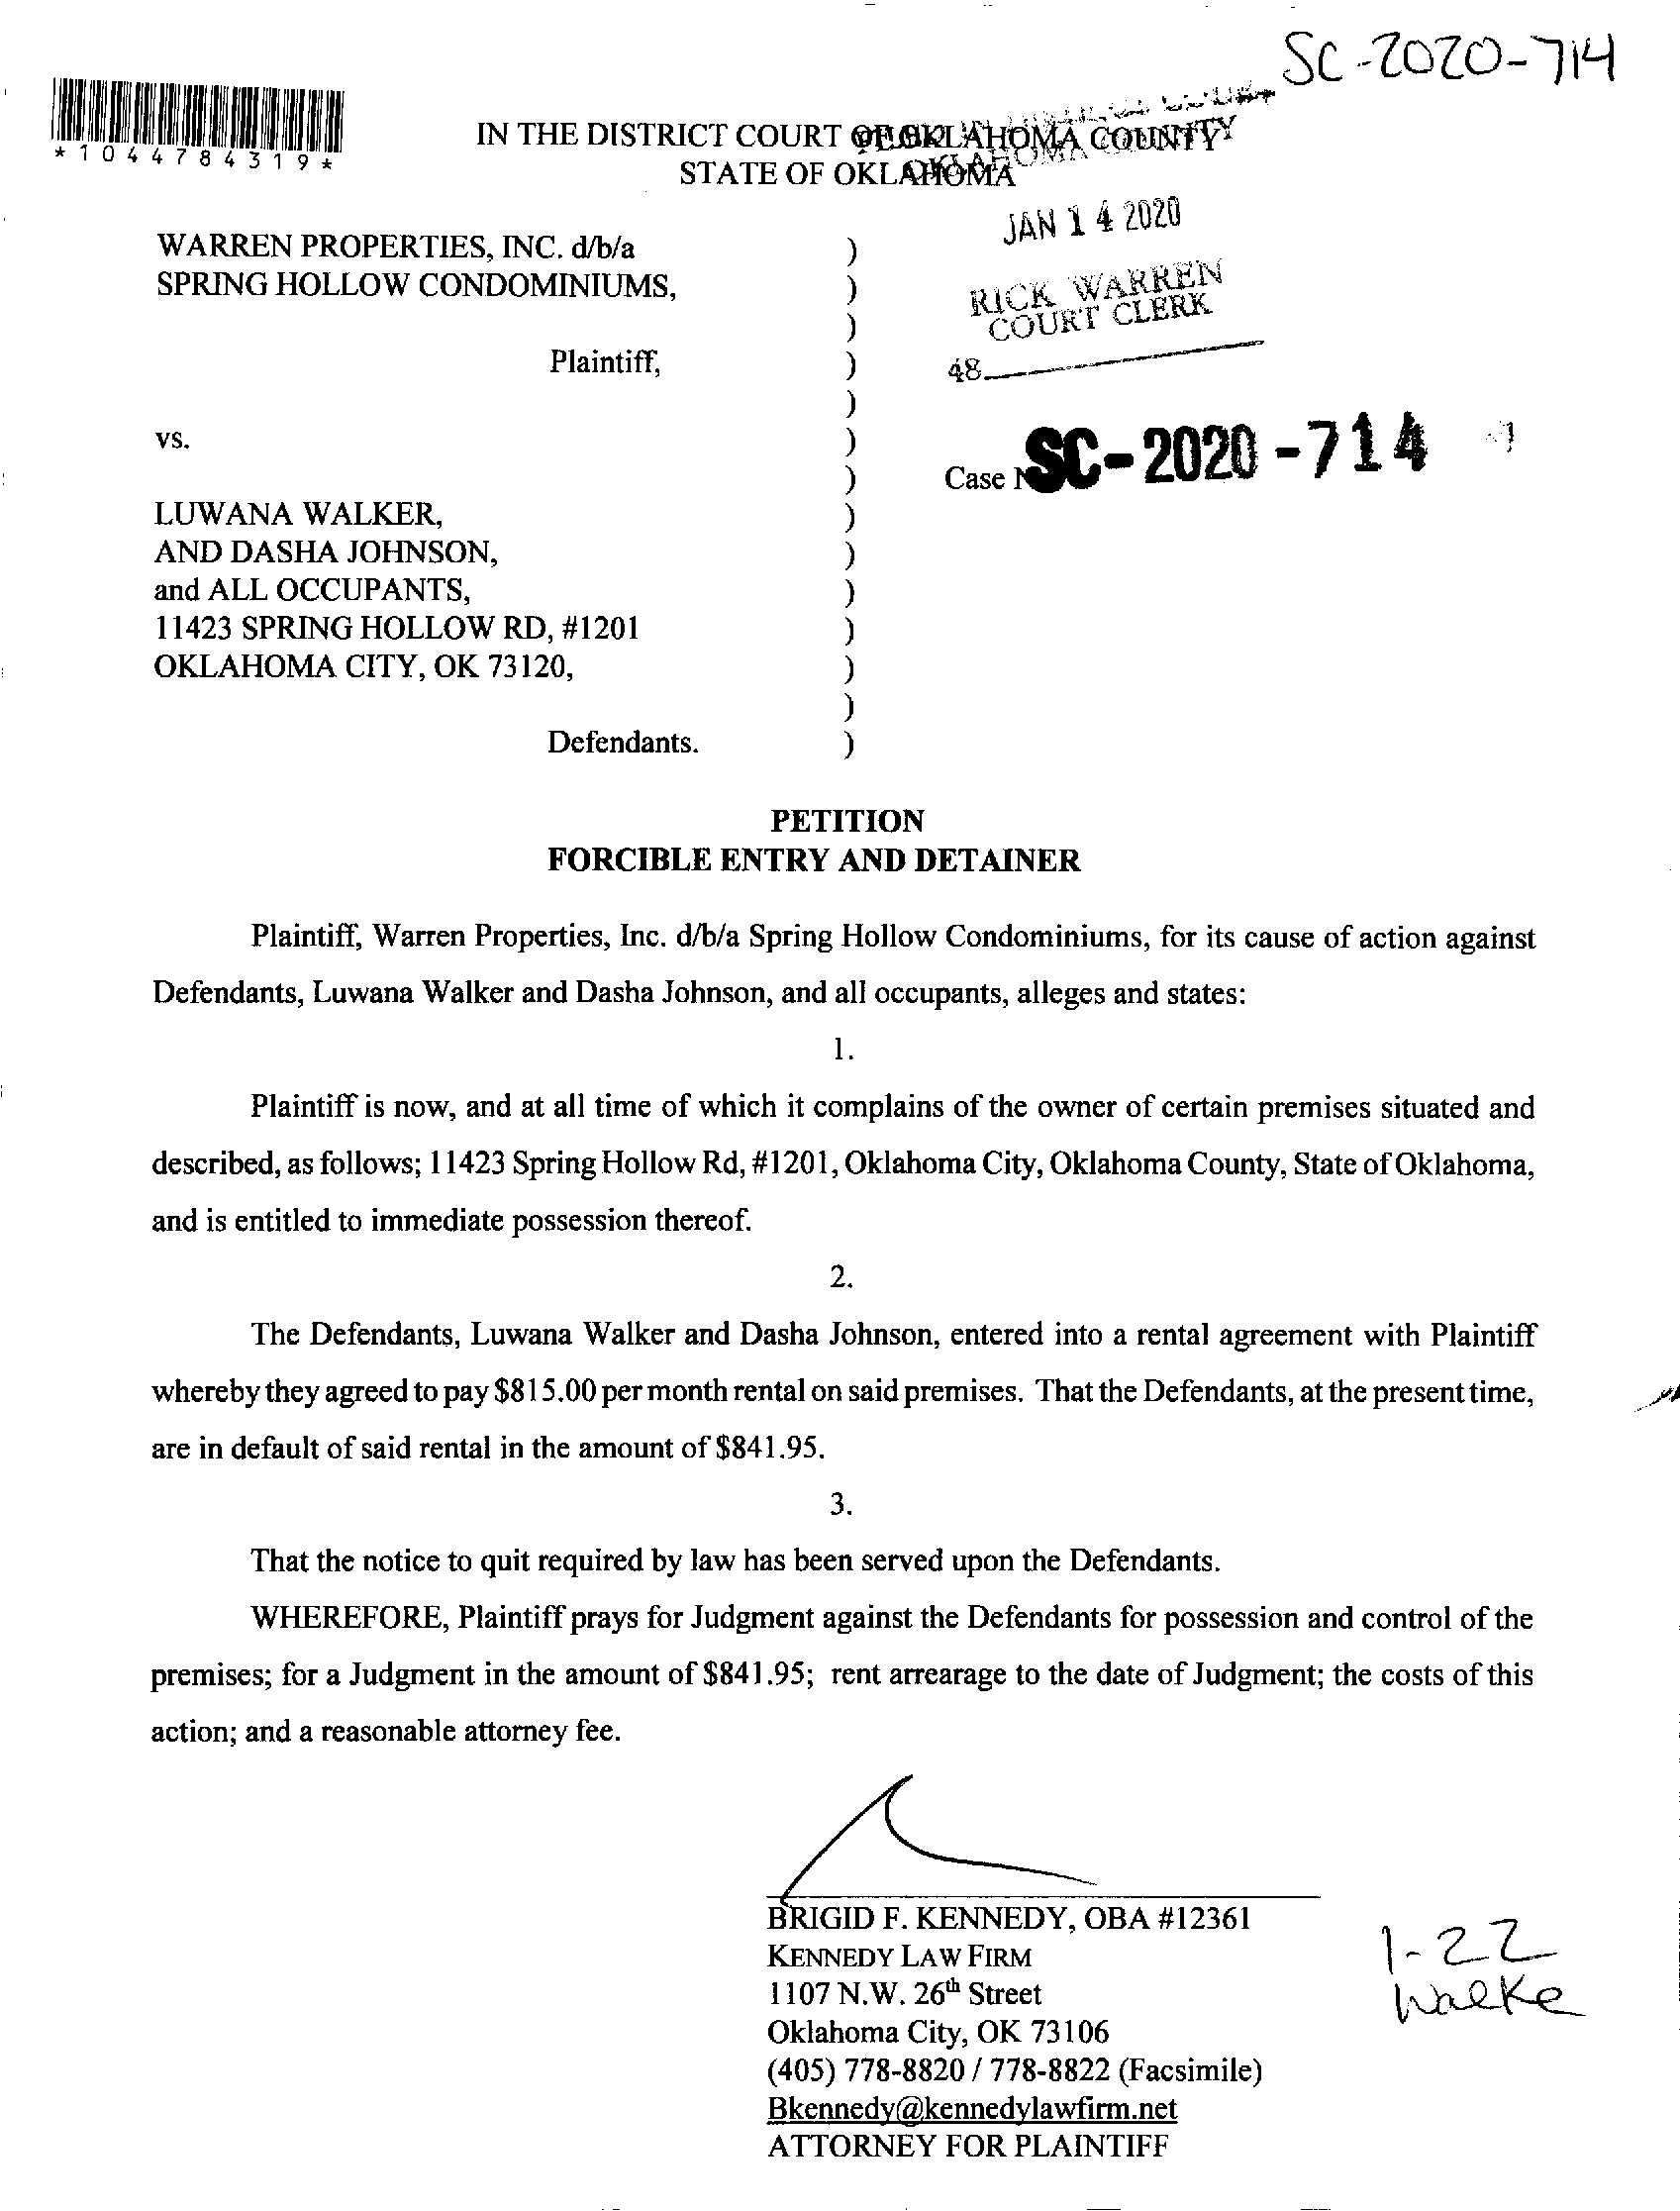 SC-2020-714
*1044784319*
IN THE DISTRICT COURT OF OKLAHOMA COUNTY
STATE OF OKLAHOMA
OKLAHOMA COUNTY
JAN 14 2020
RICK WARREN
COURT CLERK
48
WARREN PROPERTIES, INC. d/b/a )
SPRING HOLLOW CONDOMINIUMS, )
)
Plaintiff, )
)
vs. )
) Case SC-2020-714
LUWANA WALKER, )
AND DASHA JOHNSON, )
and ALL OCCUPANTS, )
11423 SPRING HOLLOW RD, #1201 )
OKLAHOMA CITY, OK 73120, )
)
Defendants. )
PETITION
FORCIBLE ENTRY AND DETAINER
Plaintiff, Warren Properties, Inc. d/b/a Spring Hollow Condominiums, for its cause of action against
Defendants, Luwana Walker and Dasha Johnson, and all occupants, alleges and states:
1.
Plaintiff is now, and at all time of which it complains of the owner of certain premises situated and
described, as follows; 11423 Spring Hollow Rd, #1201, Oklahoma City, Oklahoma County, State of Oklahoma,
and is entitled to immediate possession thereof.
2.
The Defendants, Luwana Walker and Dasha Johnson, entered into a rental agreement with Plaintiff
whereby they agreed to pay $815.00 per month rental on said premises. That the Defendants, at the present time,
are in default of said rental in the amount of $841.95.
3.
That the notice to quit required by law has been served upon the Defendants.
WHEREFORE, Plaintiff prays for Judgment against the Defendants for possession and control of the
premises; for a Judgment in the amount of $841.95; rent arrearage to the date of Judgment; the costs of this
action; and a reasonable attorney fee.
BRIGID F. KENNEDY, OBA #12361
KENNEDY LAW FIRM
1107 N.W. 26th Street
Oklahoma City, OK 73106
(405) 778-8820 / 778-8822 (Facsimile)
Bkennedy@kennedylawfirm.net
ATTORNEY FOR PLAINTIFF
1-22
Walke